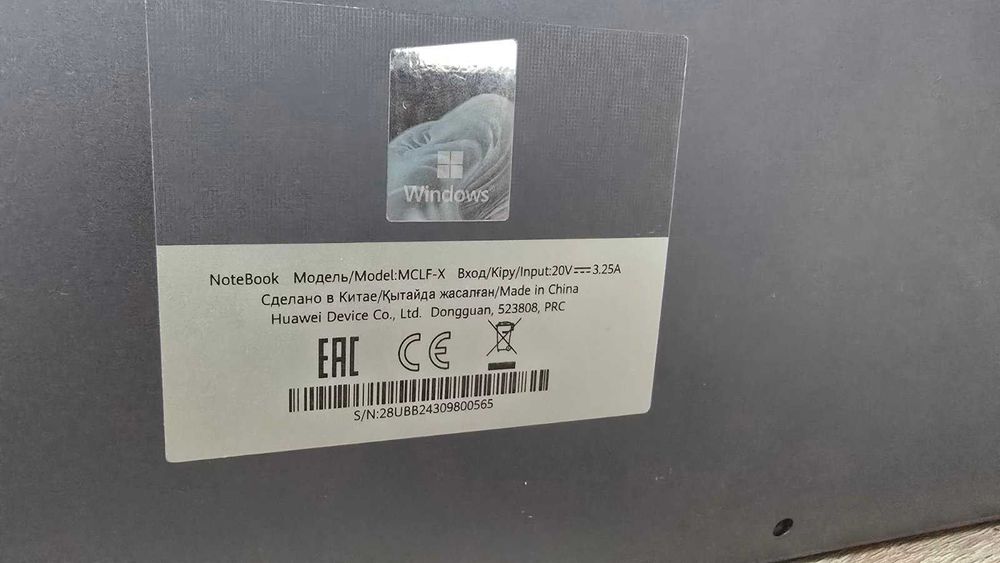 Windows
NoteBook Модель/Model:MCLF-X Вход/Кіру/Input:20V⎓3.25A
Сделано в Китае/Қытайда жасалған/Made in China
Huawei Device Co., Ltd. Dongguan, 523808, PRC
EAC CE
S/N:28UBB24309800565